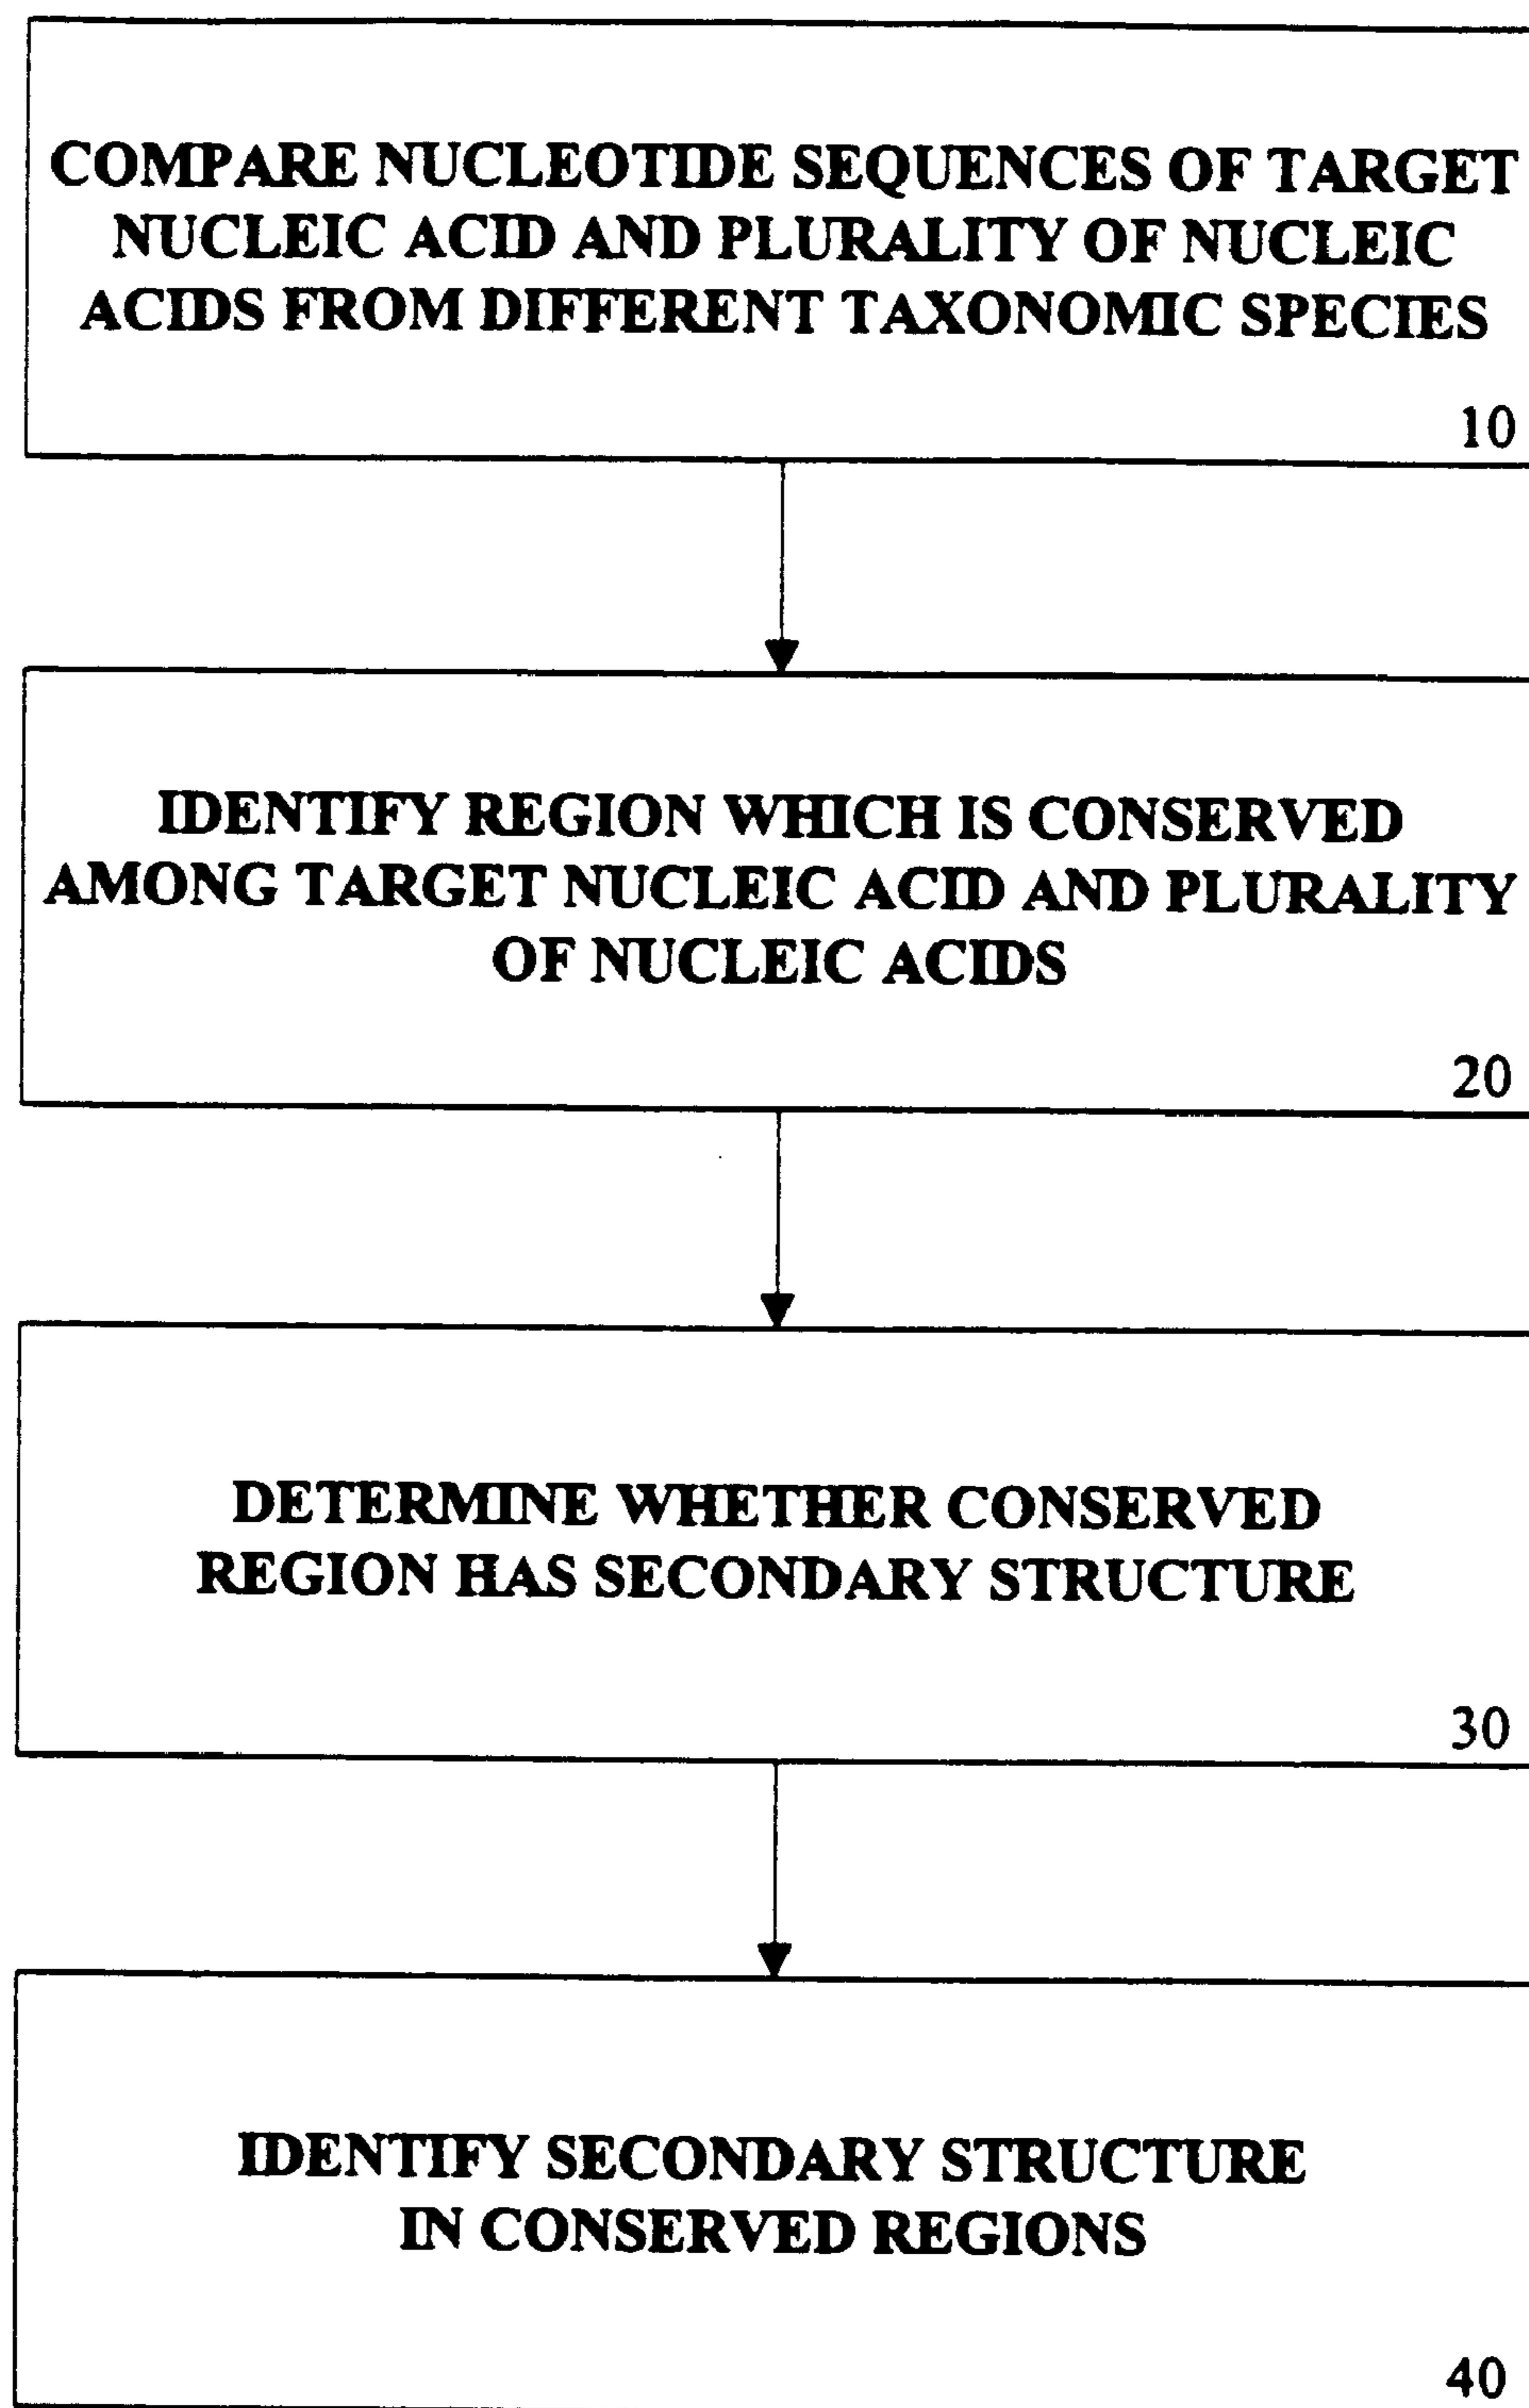 COMPARE NUCLEOTIDE SEQUENCES OF TARGET
NUCLEIC ACID AND PLURALITY OF NUCLEIC
ACIDS FROM DIFFERENT TAXONOMIC SPECIES
10
IDENTIFY REGION WHICH IS CONSERVED
AMONG TARGET NUCLEIC ACID AND PLURALITY
OF NUCLEIC ACIDS
20
DETERMINE WHETHER CONSERVED
REGION HAS SECONDARY STRUCTURE
30
IDENTIFY SECONDARY STRUCTURE
IN CONSERVED REGIONS
40